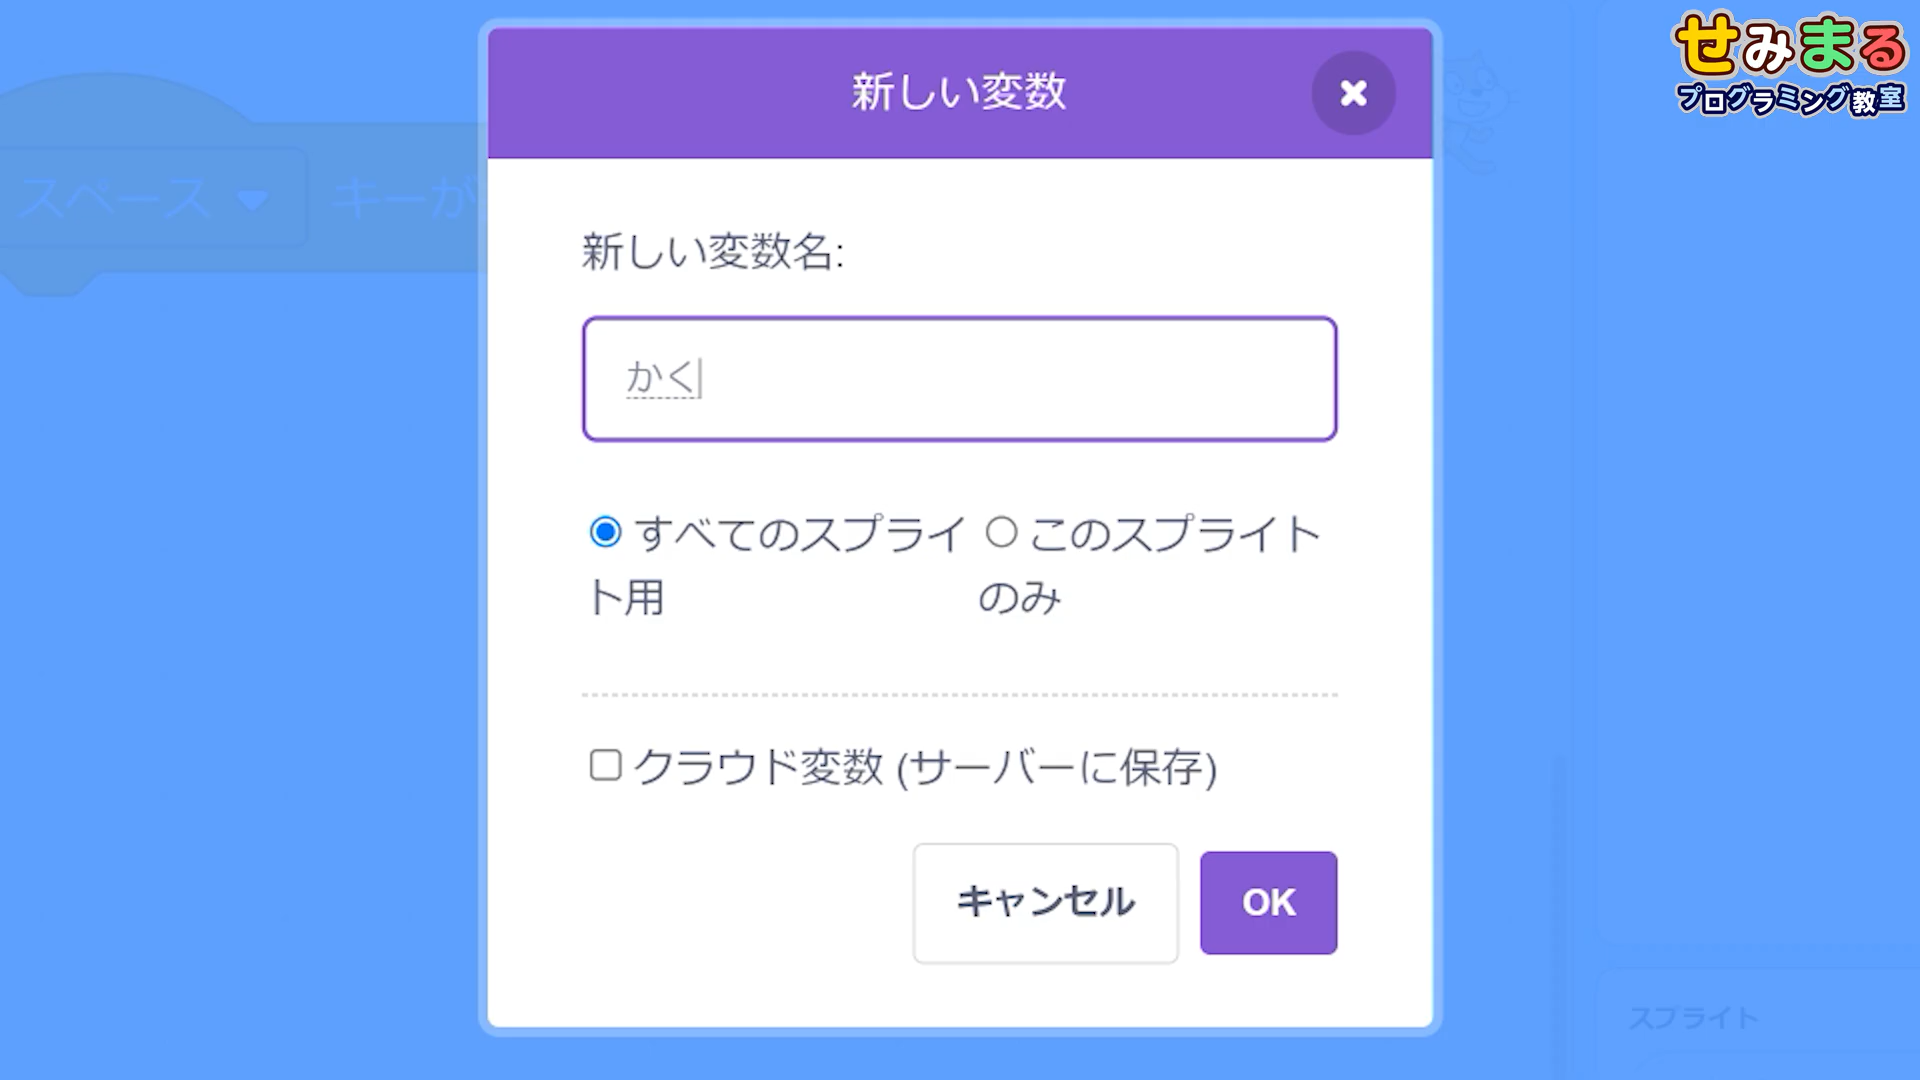 せみまる
プログラミング教室
新しい変数
スペース
キーが
新しい変数名:
かく
すべてのスプライ
ト用
このスプライト
のみ
クラウド変数 (サーバーに保存)
キャンセル
OK
スプライト